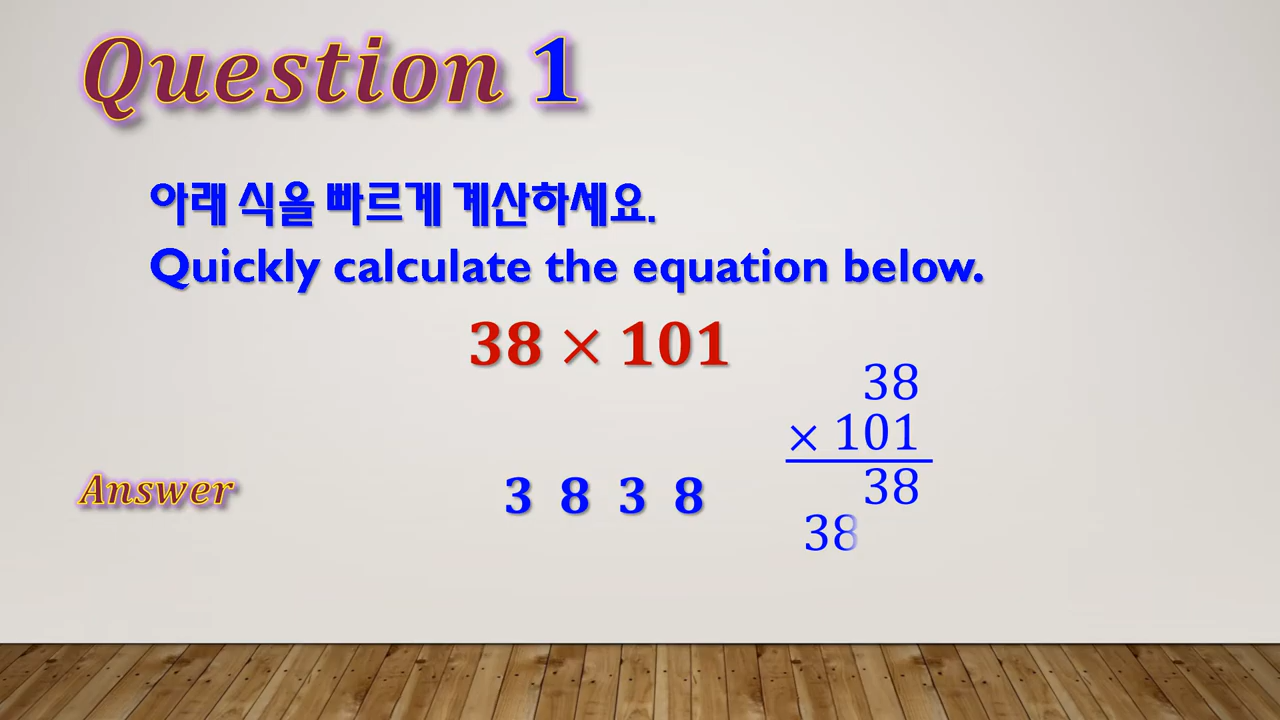 Question 1
아래 식을 빠르게 계산하세요.
Quickly calculate the equation below.
38 × 101
38
× 101
38
38
Answer
3 8 3 8